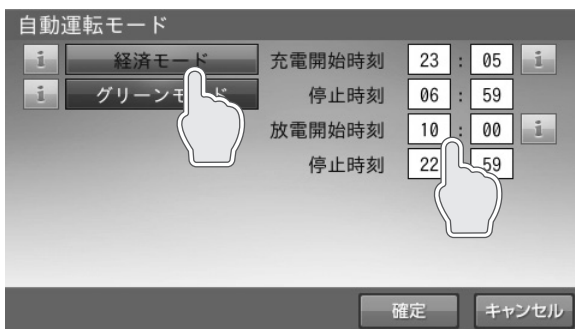 自動運転モード
i 経済モード 充電開始時刻 23 : 05 i
i グリーンモード 停止時刻 06 : 59
放電開始時刻 10 : 00 i
停止時刻 22 59
確定 キャンセル